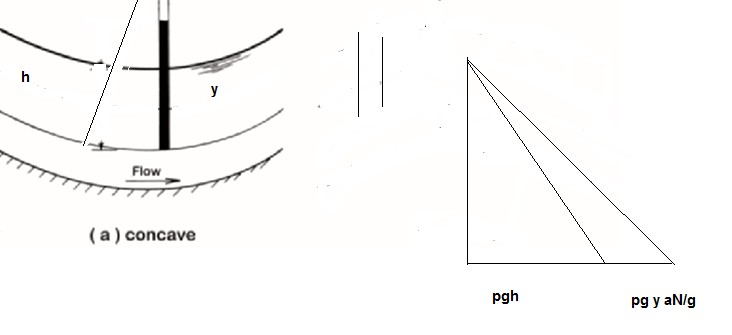 h
y
Flow
( a ) concave
pgh
pg y aN/g